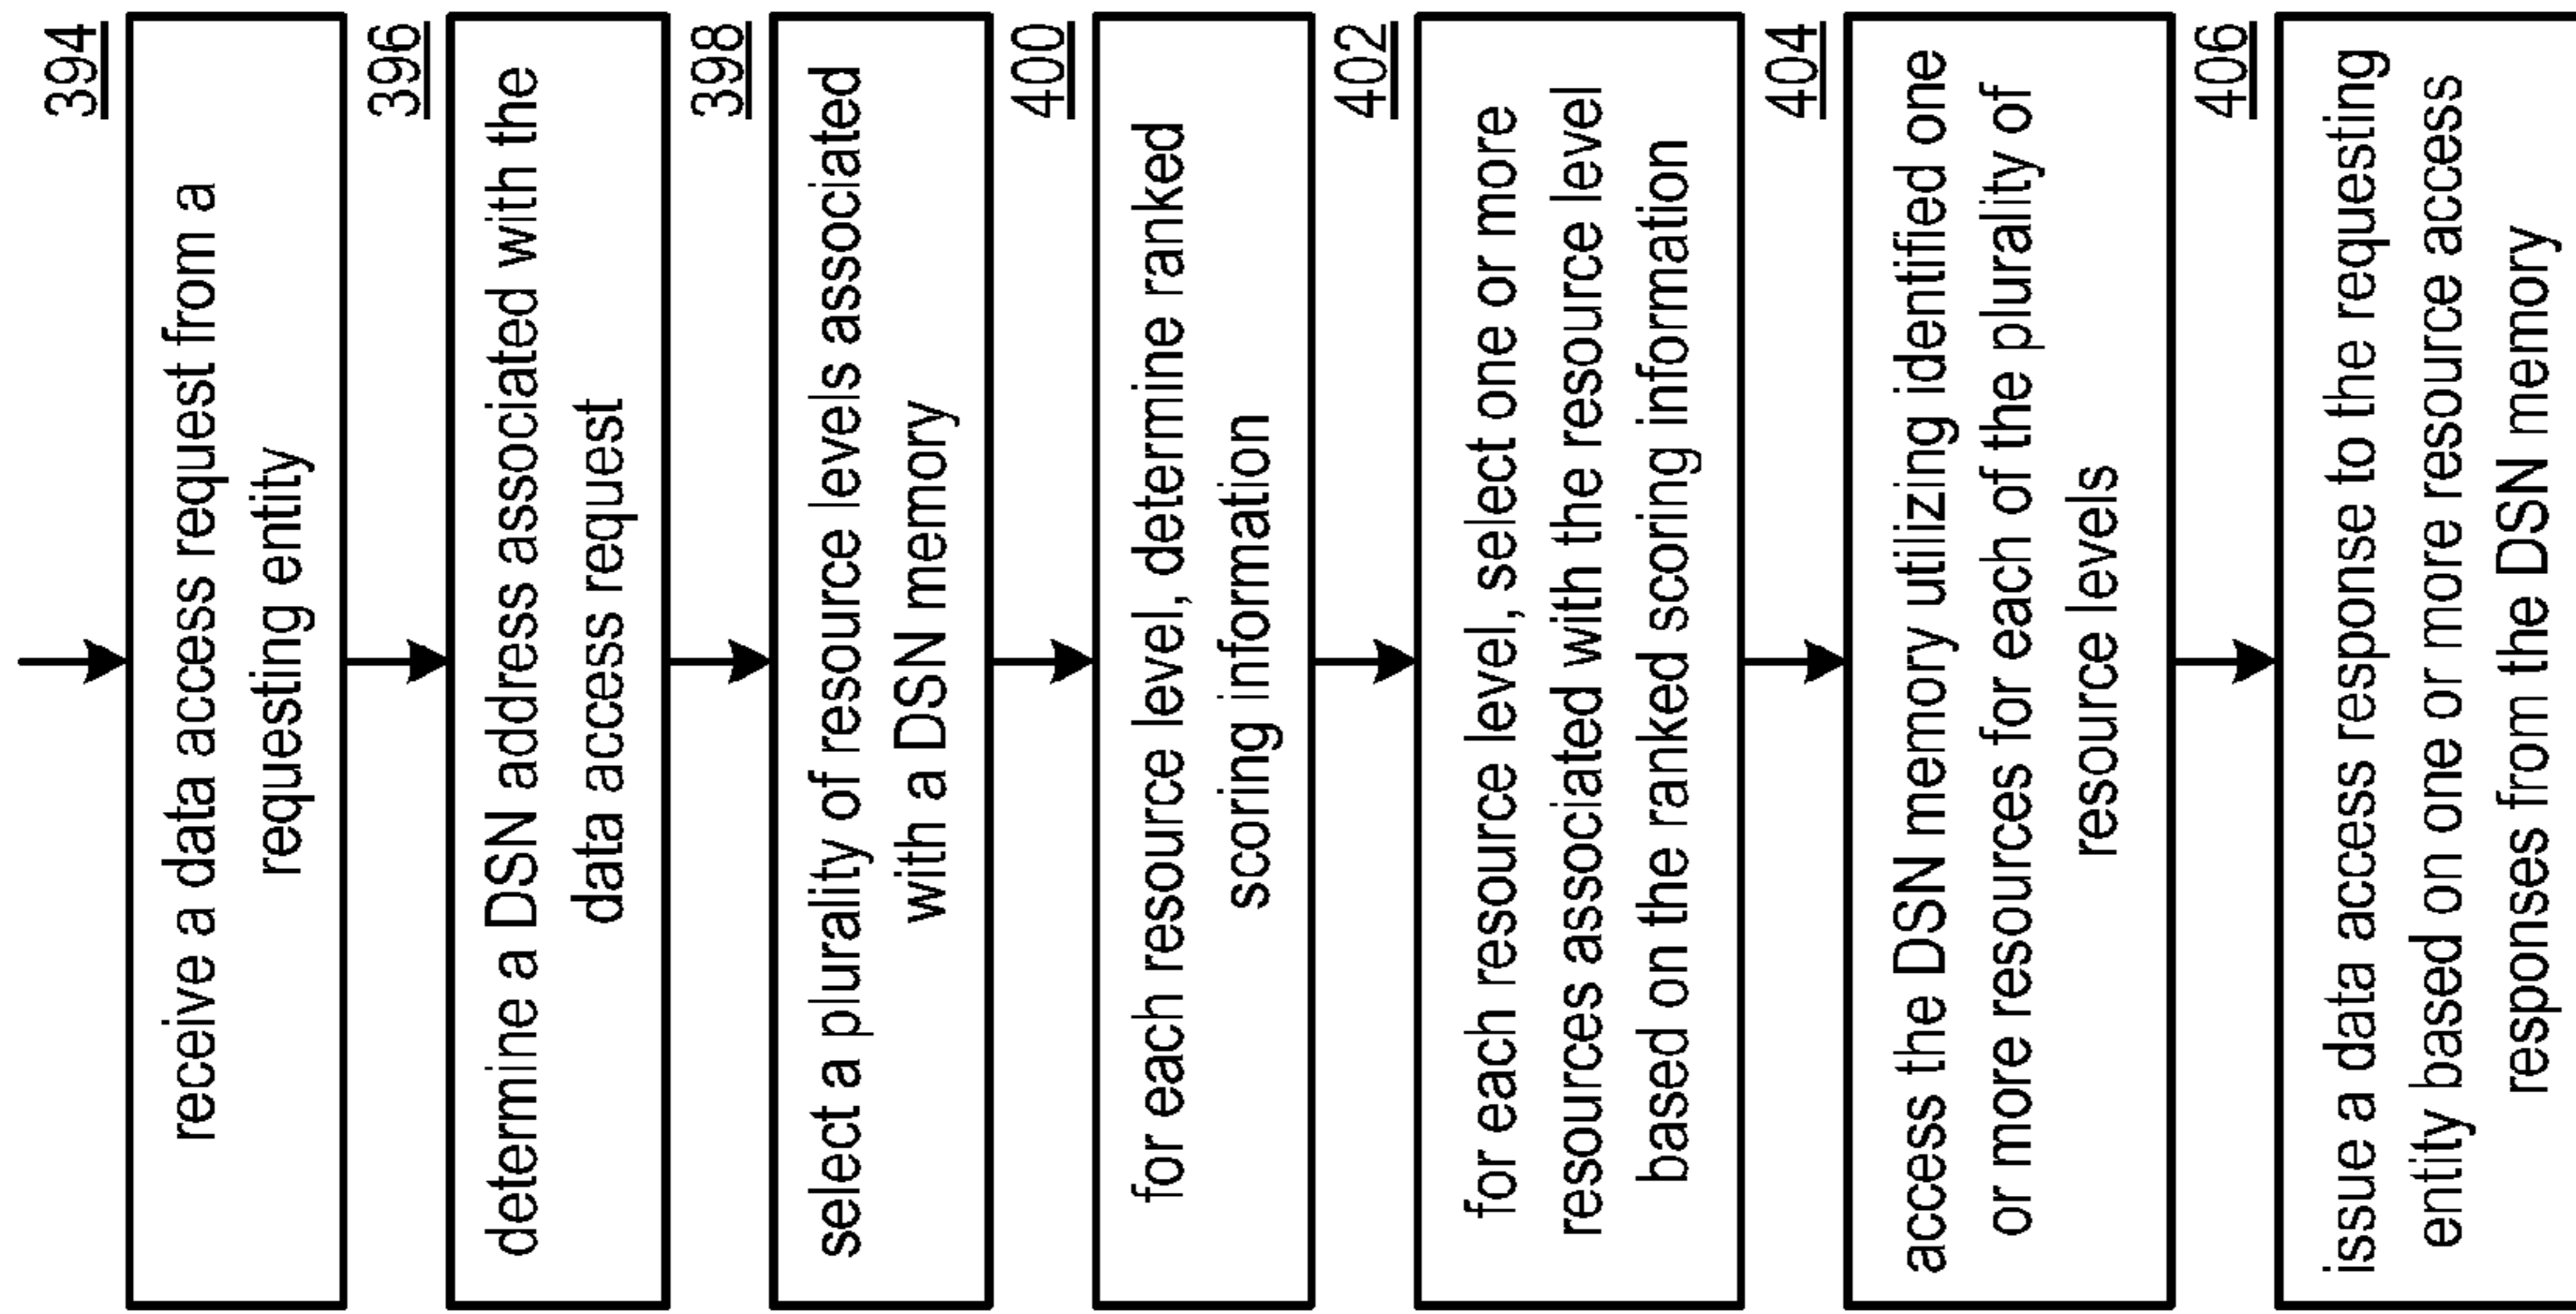 394
receive a data access request from a
requesting entity
396
determine a DSN address associated with the
data access request
398
select a plurality of resource levels associated
with a DSN memory
400
for each resource level, determine ranked
scoring information
402
for each resource level, select one or more
resources associated with the resource level
based on the ranked scoring information
404
access the DSN memory utilizing identified one
or more resources for each of the plurality of
resource levels
406
issue a data access response to the requesting
entity based on one or more resource access
responses from the DSN memory